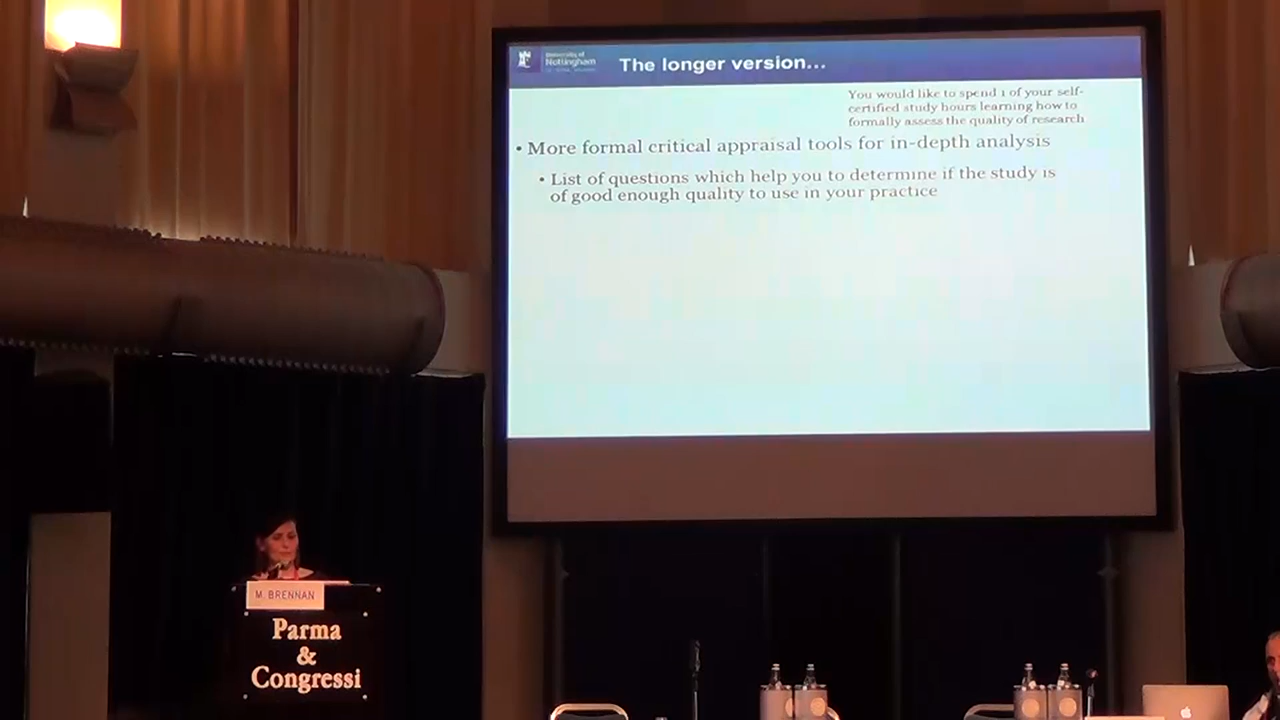 University of
Nottingham
The longer version...
You would like to spend 1 of your self-
certified study hours learning how to
formally assess the quality of research
• More formal critical appraisal tools for in-depth analysis
• List of questions which help you to determine if the study is
of good enough quality to use in your practice
M. BRENNAN
Parma
&
Congressi